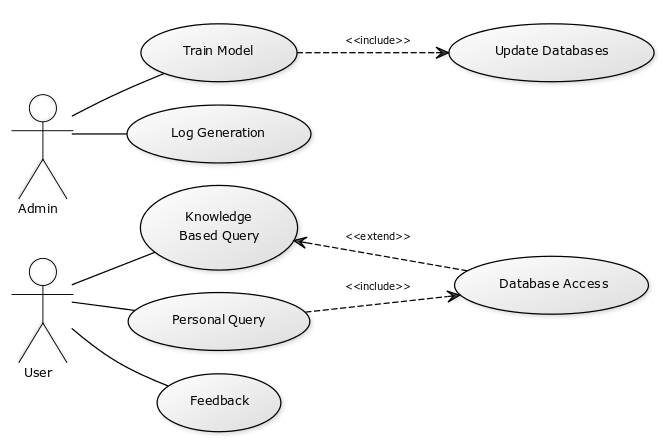 Train Model
<<include>>
Update Databases
Log Generation
Admin
Knowledge
Based Query
<<extend>>
Database Access
<<include>>
Personal Query
User
Feedback